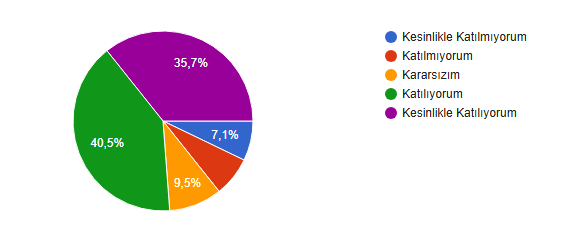 35,7%
7,1%
40,5%
9,5%
Kesinlikle Katılmıyorum
Katılmıyorum
Kararsızım
Katılıyorum
Kesinlikle Katılıyorum